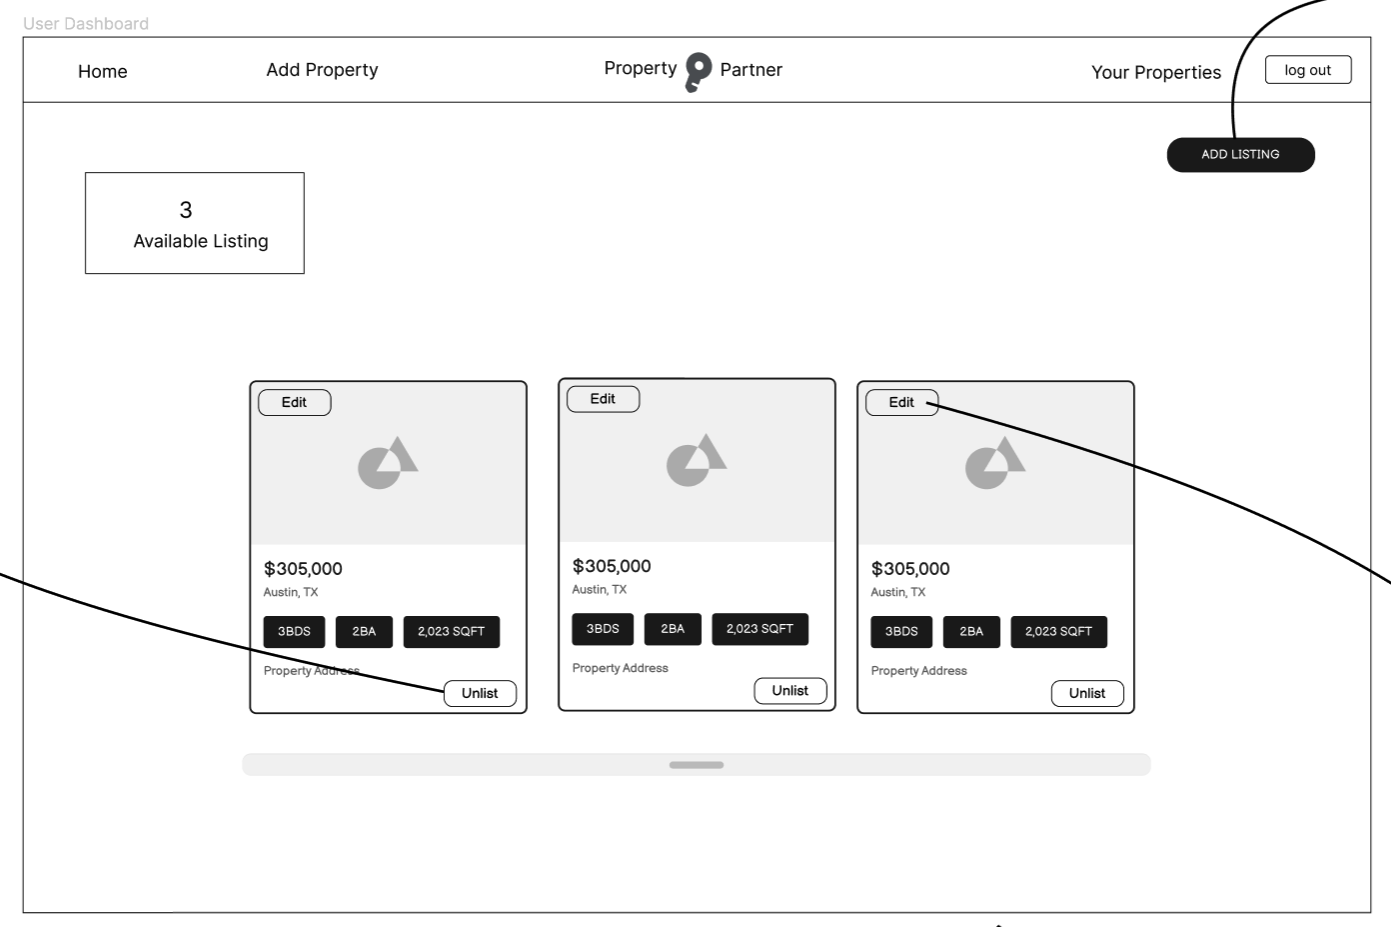 User Dashboard
Home Add Property Property Partner Your Properties log out
ADD LISTING
3
Available Listing
Edit Edit Edit
$305,000 $305,000 $305,000
Austin, TX Austin, TX Austin, TX
3BDS 2BA 2,023 SQFT 3BDS 2BA 2,023 SQFT 3BDS 2BA 2,023 SQFT
Property Address Property Address Property Address
Unlist Unlist Unlist